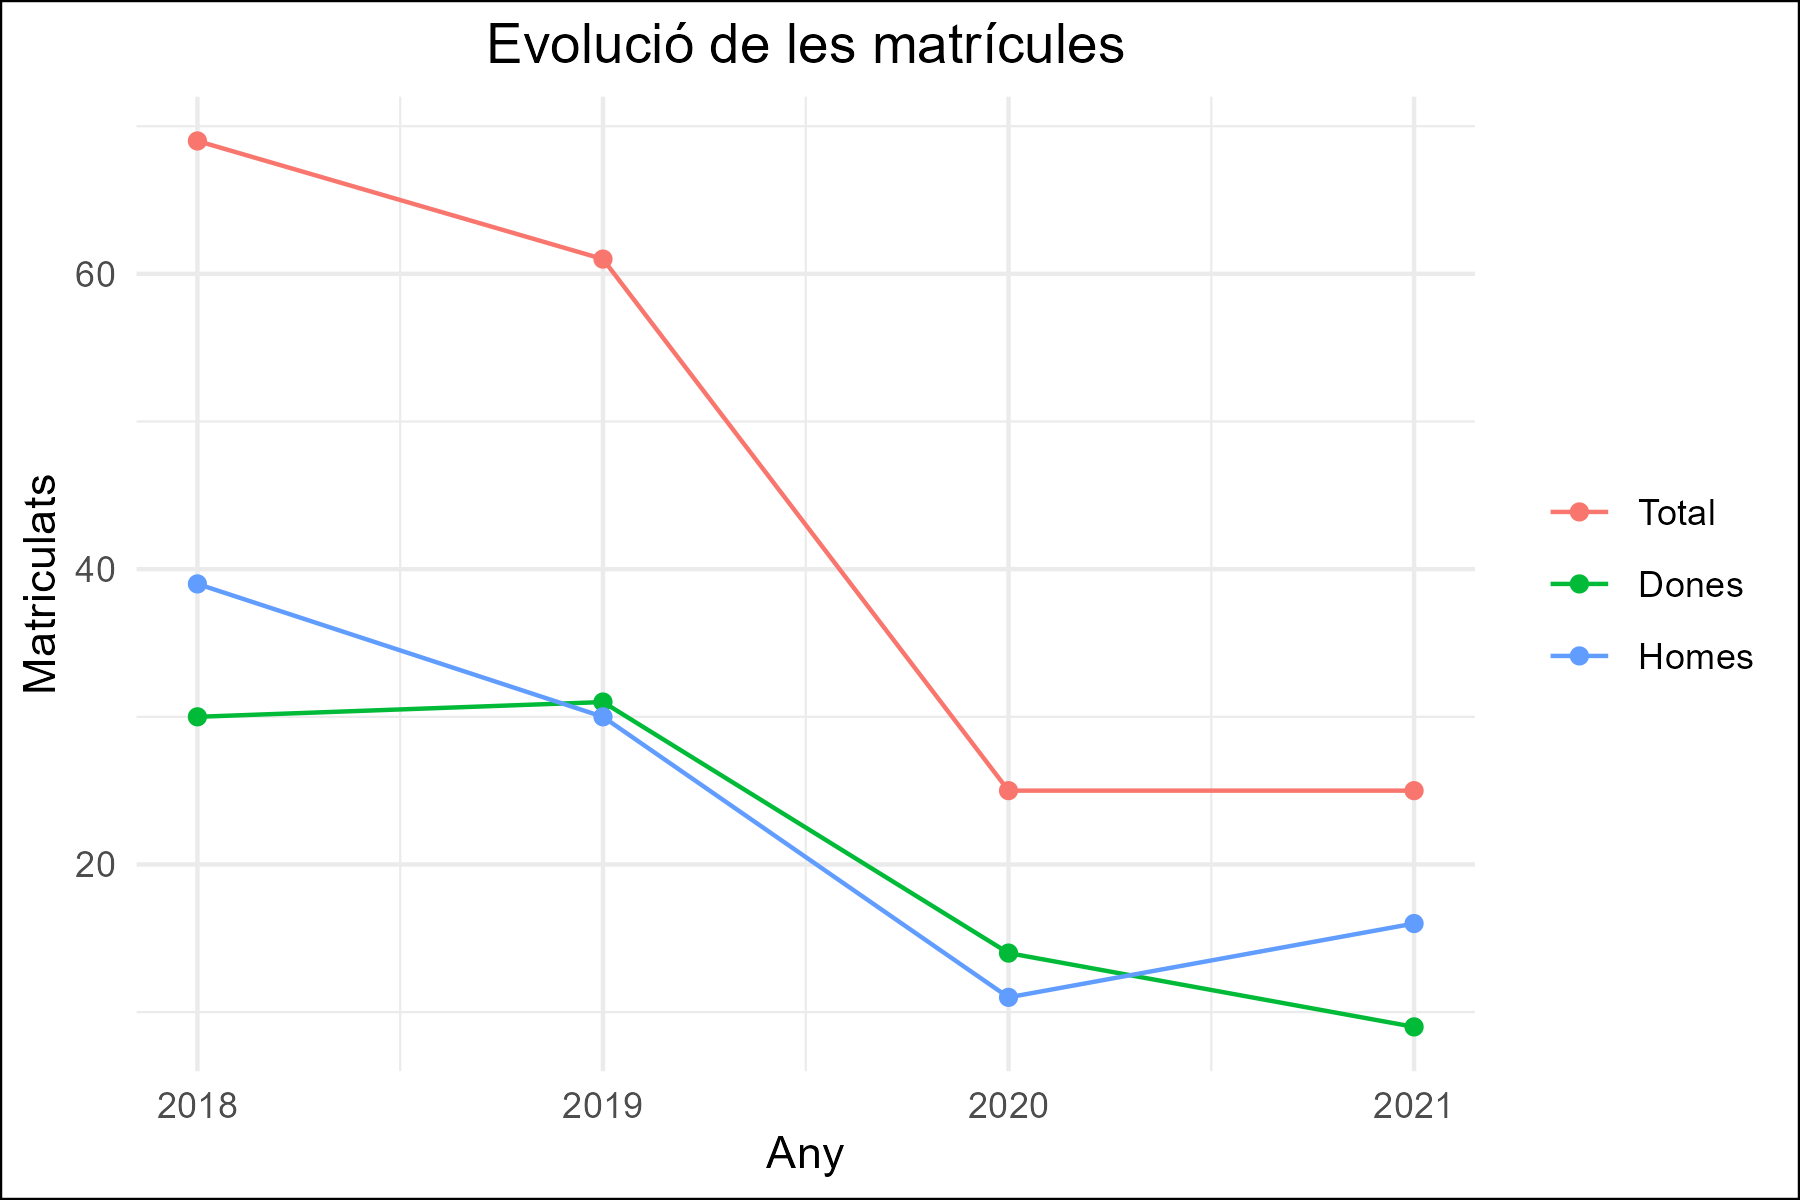 Evolució de les matrícules
Matriculats
60
40
20
2018
2019
2020
2021
Any
Total
Dones
Homes